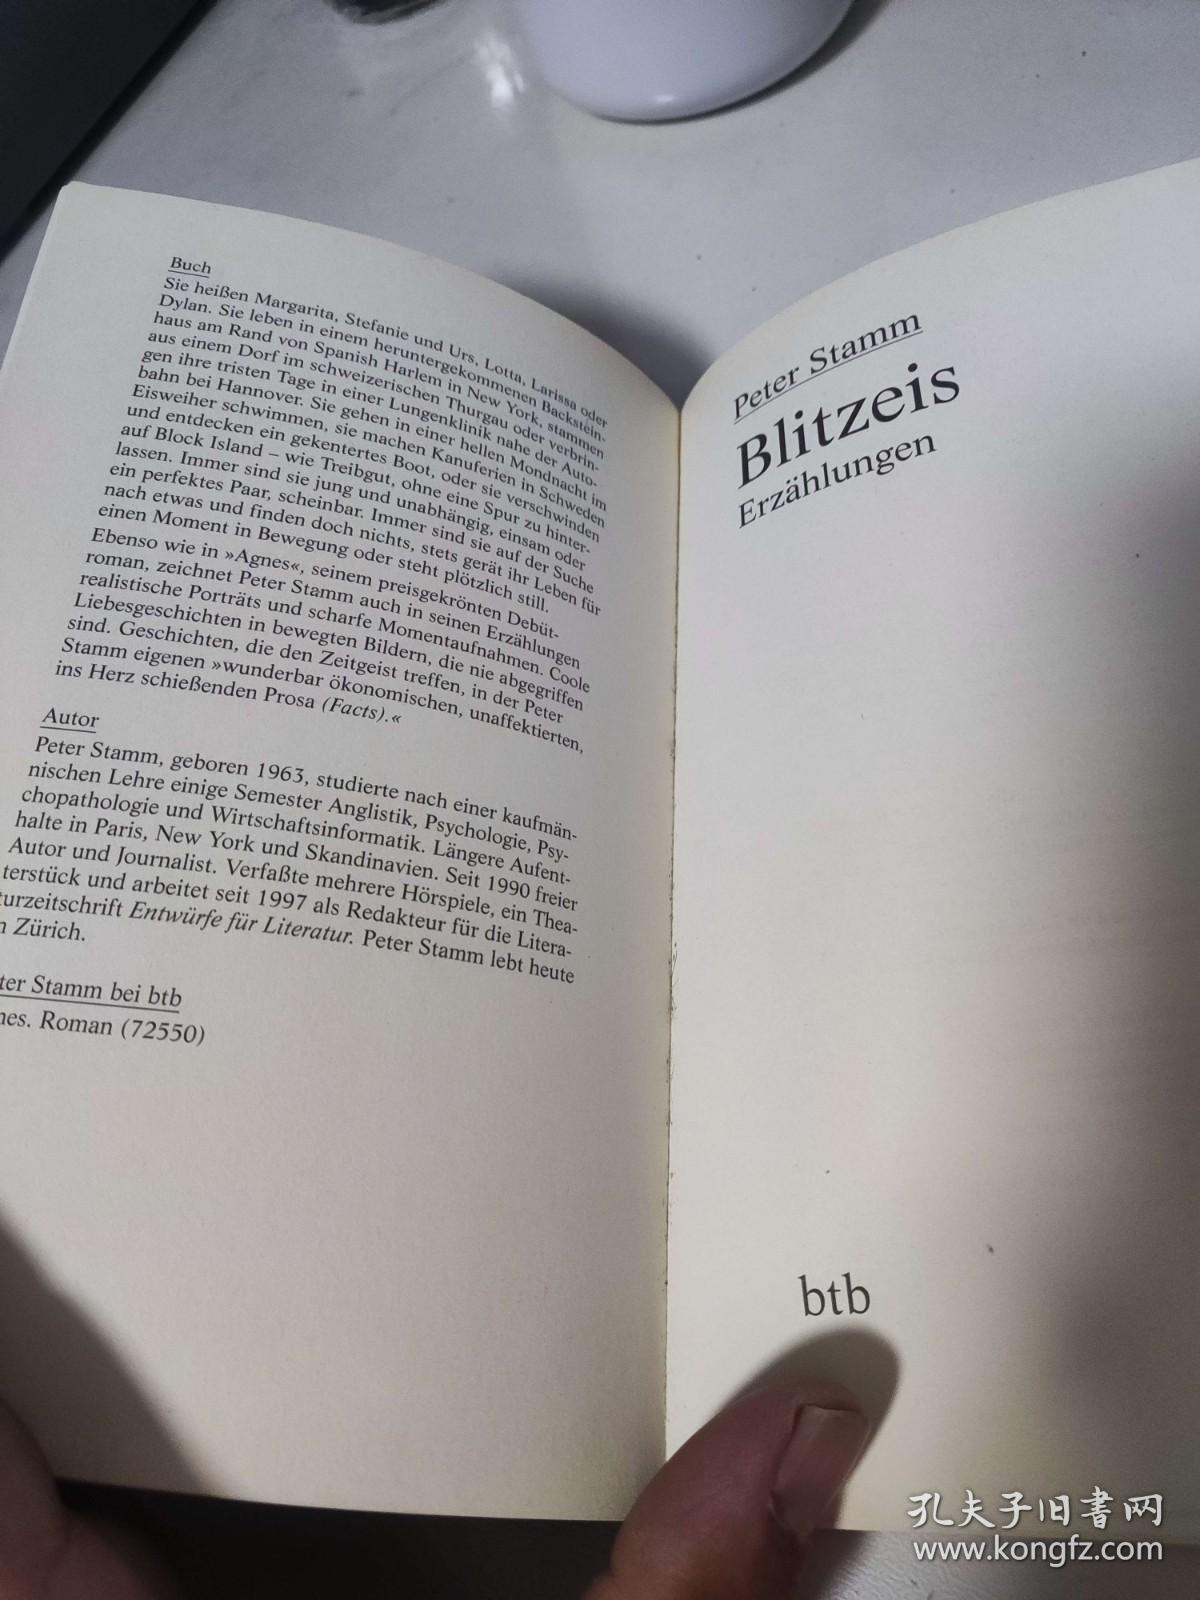 Buch
Sie heißen Margarita, Stefanie und Urs, Lotta, Larissa oder
Dylan. Sie leben in einem heruntergekommenen Backstein-
haus am Rand von Spanish Harlem in New York, stammen
aus einem Dorf im schweizerischen Thurgau oder verbrin-
gen ihre tristen Tage in einer Lungenklinik nahe der Auto-
bahn bei Hannover. Sie gehen in einer hellen Mondnacht im
Eisweiher schwimmen, sie machen Kanuferien in Schweden
und entdecken ein gekentertes Boot, oder sie verschwinden
auf Block Island – wie Treibgut, ohne eine Spur zu hinter-
lassen. Immer sind sie jung und unabhängig, einsam oder
ein perfektes Paar, scheinbar. Immer sind sie auf der Suche
nach etwas und finden doch nichts, stets gerät ihr Leben für
einen Moment in Bewegung oder steht plötzlich still.
Ebenso wie in »Agnes«, seinem preisgekrönten Debüt-
roman, zeichnet Peter Stamm auch in seinen Erzählungen
realistische Porträts und scharfe Momentaufnahmen. Coole
Liebesgeschichten in bewegten Bildern, die nie abgegriffen
sind. Geschichten, die den Zeitgeist treffen, in der Peter
Stamm eigenen »wunderbar ökonomischen, unaffektierten,
ins Herz schießenden Prosa (Facts).«
Autor
Peter Stamm, geboren 1963, studierte nach einer kaufmän-
nischen Lehre einige Semester Anglistik, Psychologie, Psy-
chopathologie und Wirtschaftsinformatik. Längere Aufent-
halte in Paris, New York und Skandinavien. Seit 1990 freier
Autor und Journalist. Verfaßte mehrere Hörspiele, ein Thea-
terstück und arbeitet seit 1997 als Redakteur für die Litera-
turzeitschrift Entwürfe für Literatur. Peter Stamm lebt heute
n Zürich.
ter Stamm bei btb
nes. Roman (72550)
Peter Stamm
Blitzeis
Erzählungen
btb
孔夫子旧书网
www.kongfz.com